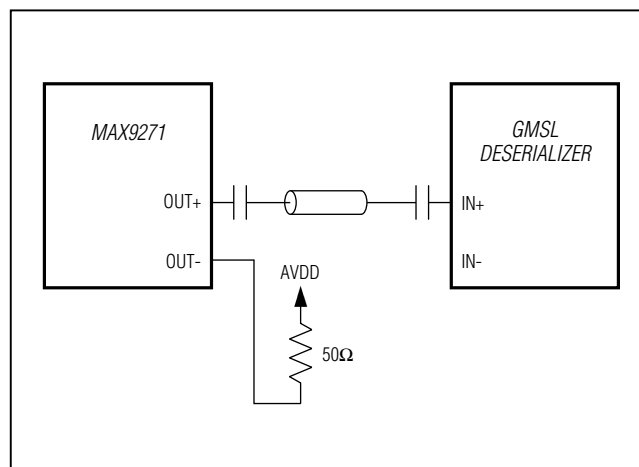 MAX9271
GMSL
DESERIALIZER
OUT+
IN+
OUT-
IN-
AVDD
50Ω